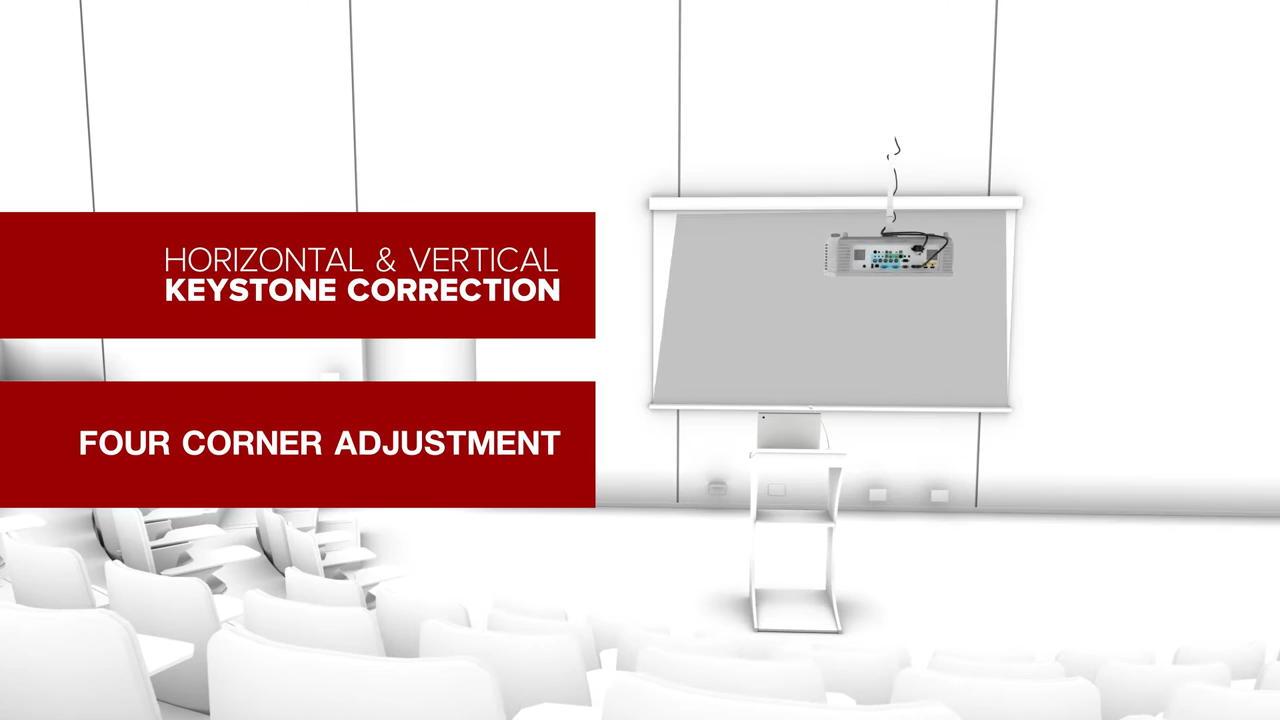 HORIZONTAL & VERTICAL
KEYSTONE CORRECTION
FOUR CORNER ADJUSTMENT